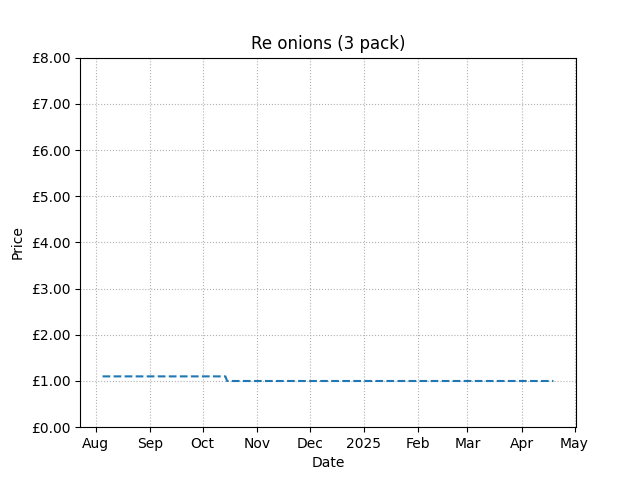 Re onions (3 pack)
£8.00
£7.00
£6.00
£5.00
£4.00
£3.00
£2.00
£1.00
£0.00
Price
Aug Sep Oct Nov Dec 2025 Feb Mar Apr May
Date